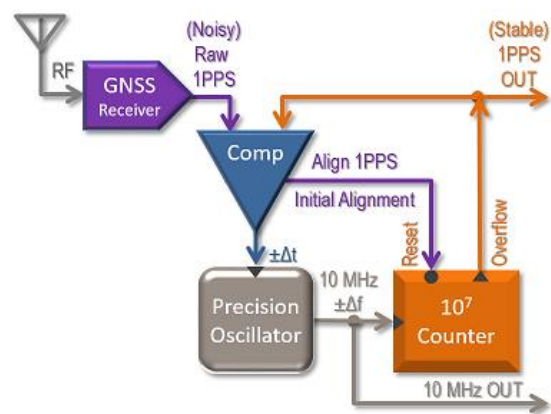 (Noisy)
Raw
1PPS
(Stable)
1PPS
OUT
RF
GNSS
Receiver
Comp
Align 1PPS
Initial Alignment
Reset
Overflow
±Δt
10 MHz
±Δf
Precision
Oscillator
10⁷
Counter
10 MHz OUT